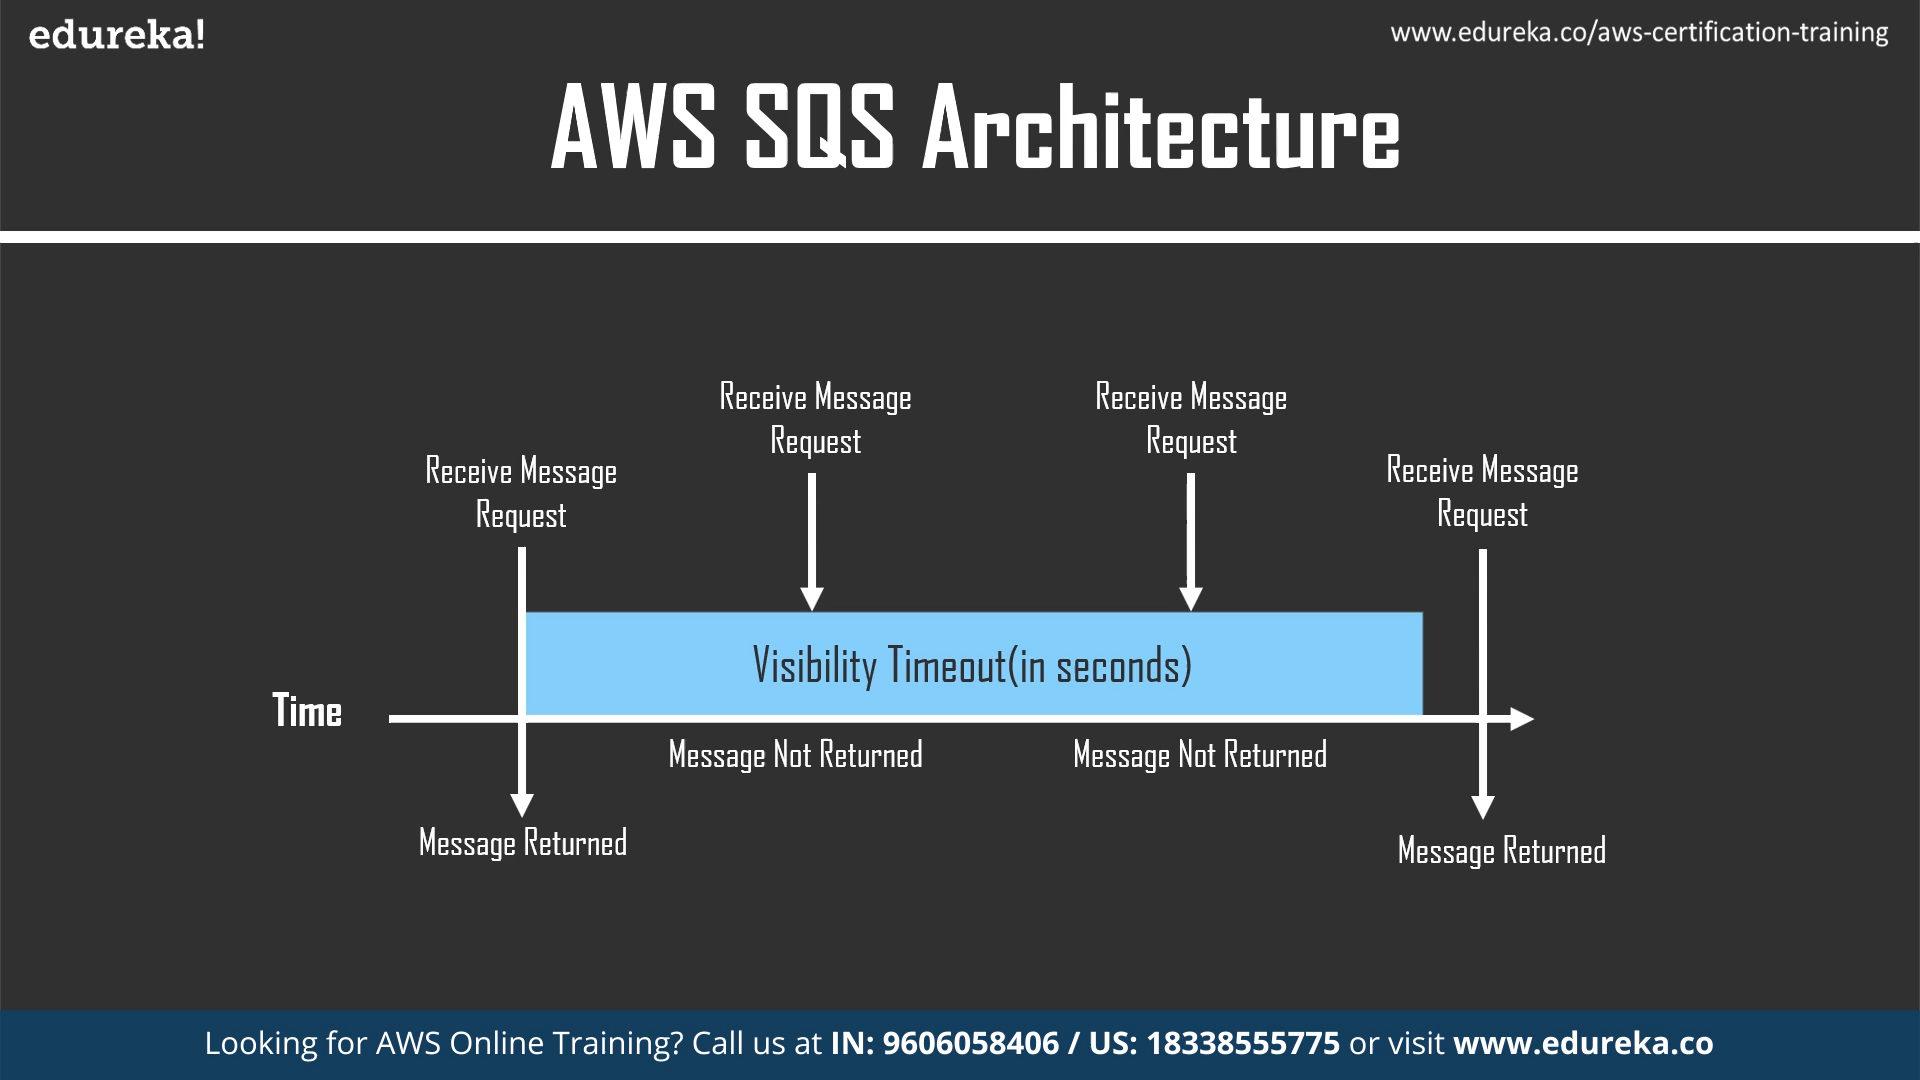 edureka!
www.edureka.co/aws-certification-training
AWS SQS Architecture
Receive Message
Request
Receive Message
Request
Receive Message
Request
Receive Message
Request
Visibility Timeout(in seconds)
Time
Message Not Returned
Message Not Returned
Message Returned
Message Returned
Looking for AWS Online Training? Call us at IN: 9606058406 / US: 18338555775 or visit www.edureka.co